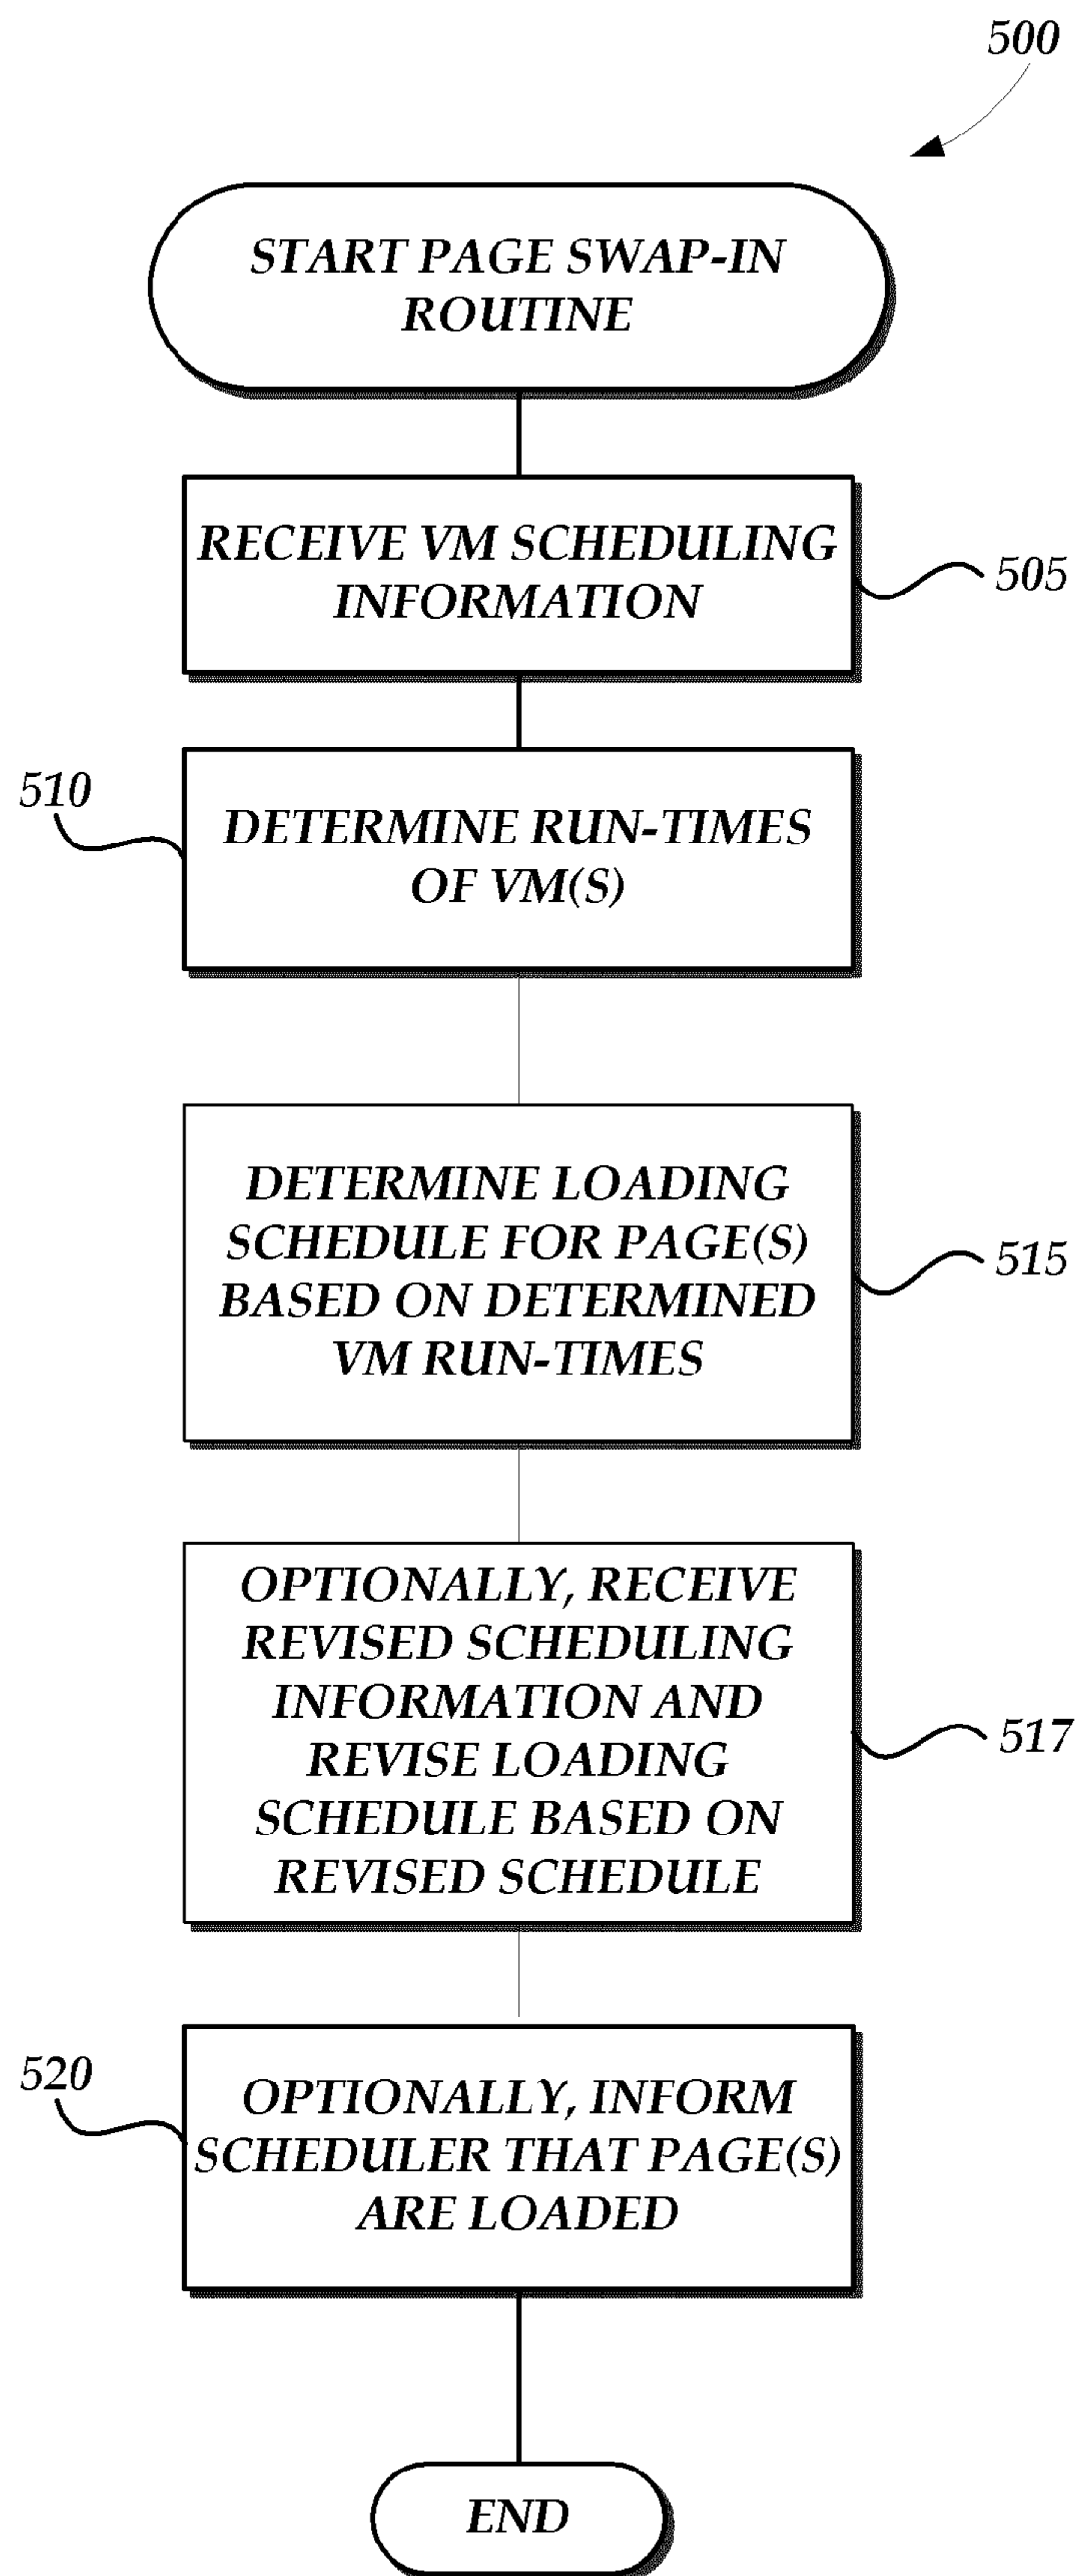 500
START PAGE SWAP-IN
ROUTINE
RECEIVE VM SCHEDULING
INFORMATION
505
510
DETERMINE RUN-TIMES
OF VM(S)
DETERMINE LOADING
SCHEDULE FOR PAGE(S)
BASED ON DETERMINED
VM RUN-TIMES
515
OPTIONALLY, RECEIVE
REVISED SCHEDULING
INFORMATION AND
REVISE LOADING
SCHEDULE BASED ON
REVISED SCHEDULE
517
520
OPTIONALLY, INFORM
SCHEDULER THAT PAGE(S)
ARE LOADED
END